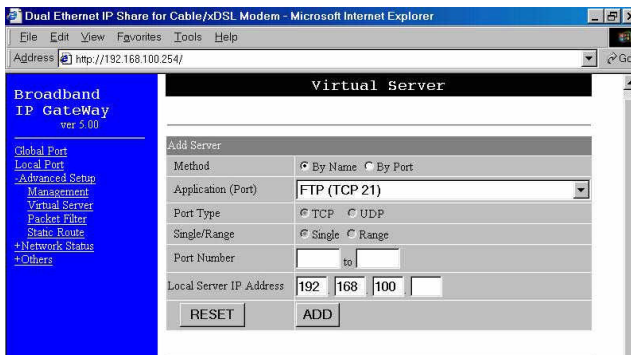 Dual Ethernet IP Share for Cable/xDSL Modem - Microsoft Internet Explorer
File Edit View Favorites Tools Help
Address http://192.168.100.254/
Broadband
IP GateWay
ver 5.00
Global Port
Local Port
-Advanced Setup
Management
Virtual Server
Packet Filter
Static Route
+Network Status
+Others
Virtual Server
Add Server
Method By Name By Port
Application (Port) FTP (TCP 21)
Port Type TCP UDP
Single/Range Single Range
Port Number to
Local Server IP Address 192 . 168 . 100 .
RESET ADD